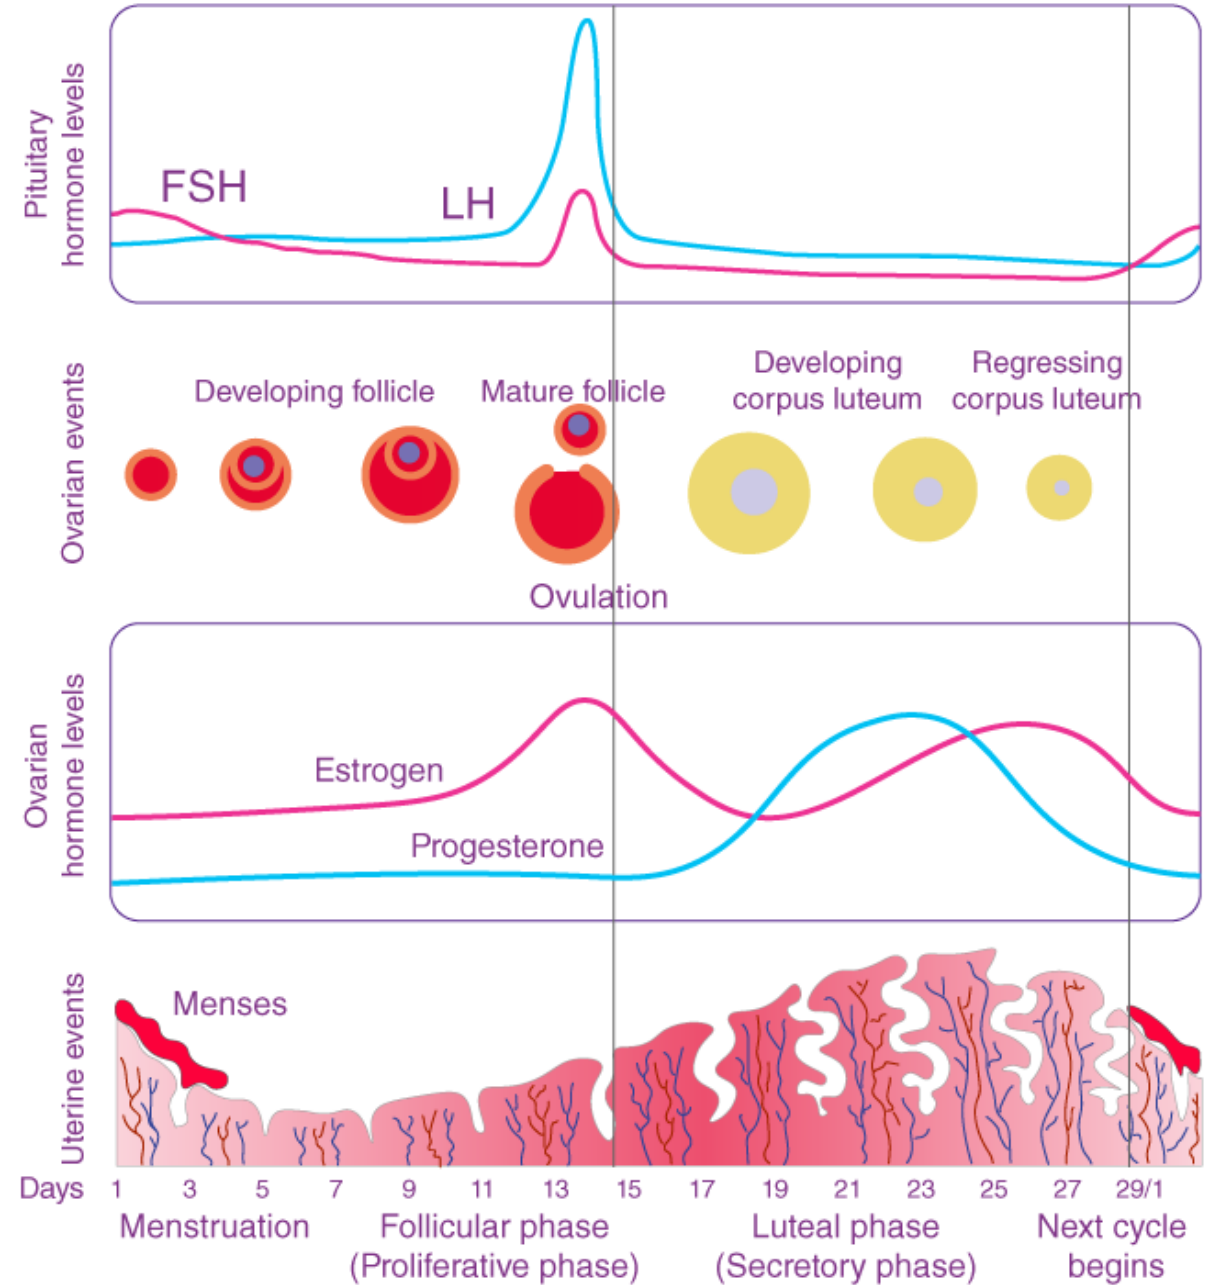 Pituitary
hormone levels
FSH
LH
Ovarian events
Developing follicle
Mature follicle
Developing
corpus luteum
Regressing
corpus luteum
Ovulation
Ovarian
hormone levels
Estrogen
Progesterone
Uterine events
Menses
Days 1 3 5 7 9 11 13 15 17 19 21 23 25 27 29/1
Menstruation
Follicular phase
(Proliferative phase)
Luteal phase
(Secretory phase)
Next cycle
begins